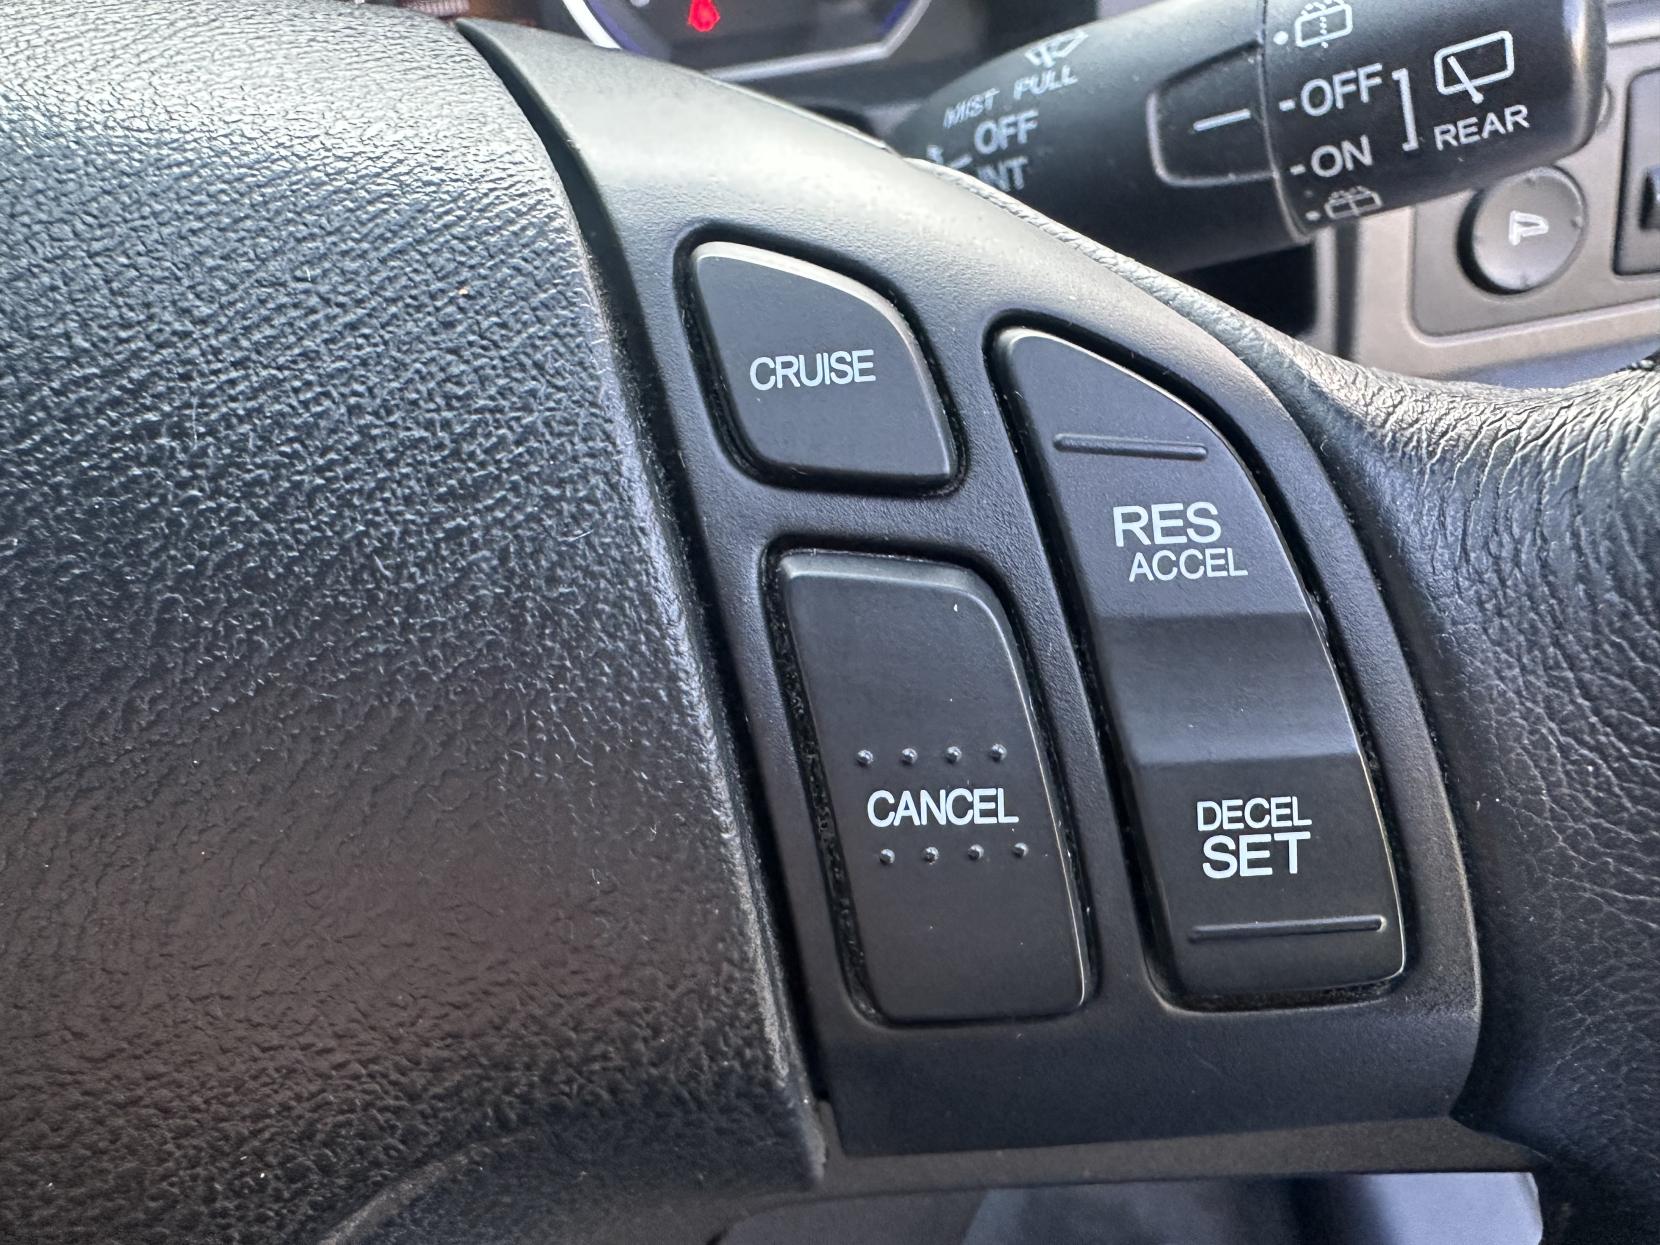 MIST PULL
OFF
INT
OFF
ON
REAR
CRUISE
RES
ACCEL
CANCEL
DECEL
SET